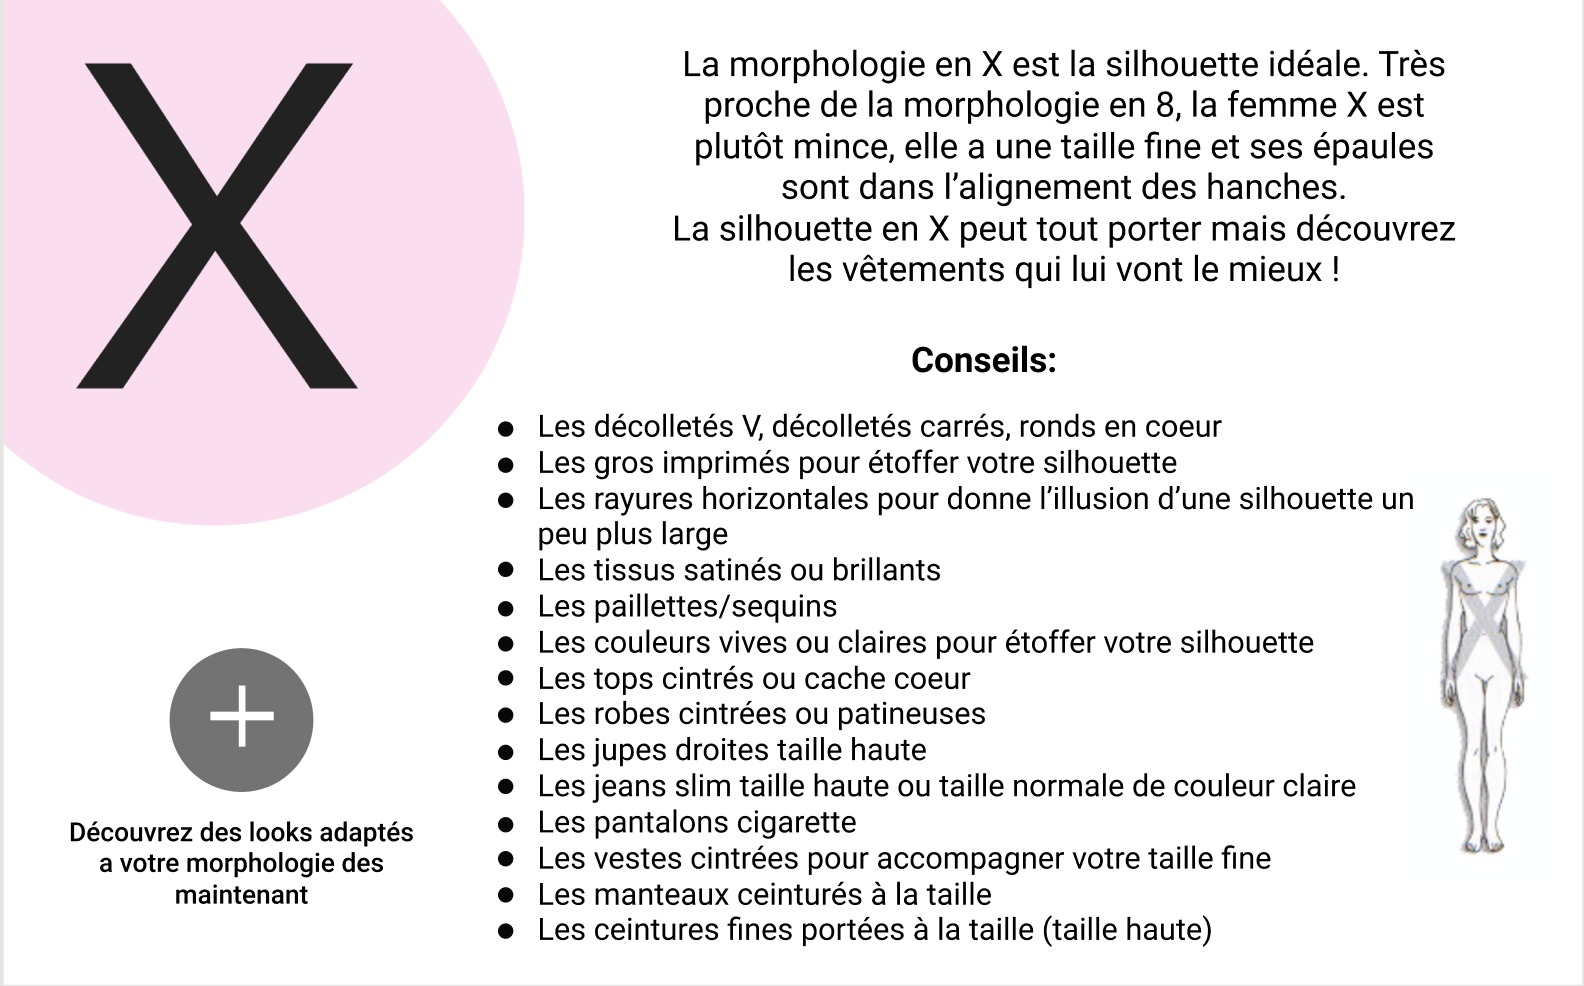 X
La morphologie en X est la silhouette idéale. Très
proche de la morphologie en 8, la femme X est
plutôt mince, elle a une taille fine et ses épaules
sont dans l’alignement des hanches.
La silhouette en X peut tout porter mais découvrez
les vêtements qui lui vont le mieux !
Conseils:
● Les décolletés V, décolletés carrés, ronds en coeur
● Les gros imprimés pour étoffer votre silhouette
● Les rayures horizontales pour donne l’illusion d’une silhouette un
peu plus large
● Les tissus satinés ou brillants
● Les paillettes/sequins
● Les couleurs vives ou claires pour étoffer votre silhouette
● Les tops cintrés ou cache coeur
● Les robes cintrées ou patineuses
● Les jupes droites taille haute
● Les jeans slim taille haute ou taille normale de couleur claire
● Les pantalons cigarette
● Les vestes cintrées pour accompagner votre taille fine
● Les manteaux ceinturés à la taille
● Les ceintures fines portées à la taille (taille haute)
+
Découvrez des looks adaptés
a votre morphologie des
maintenant